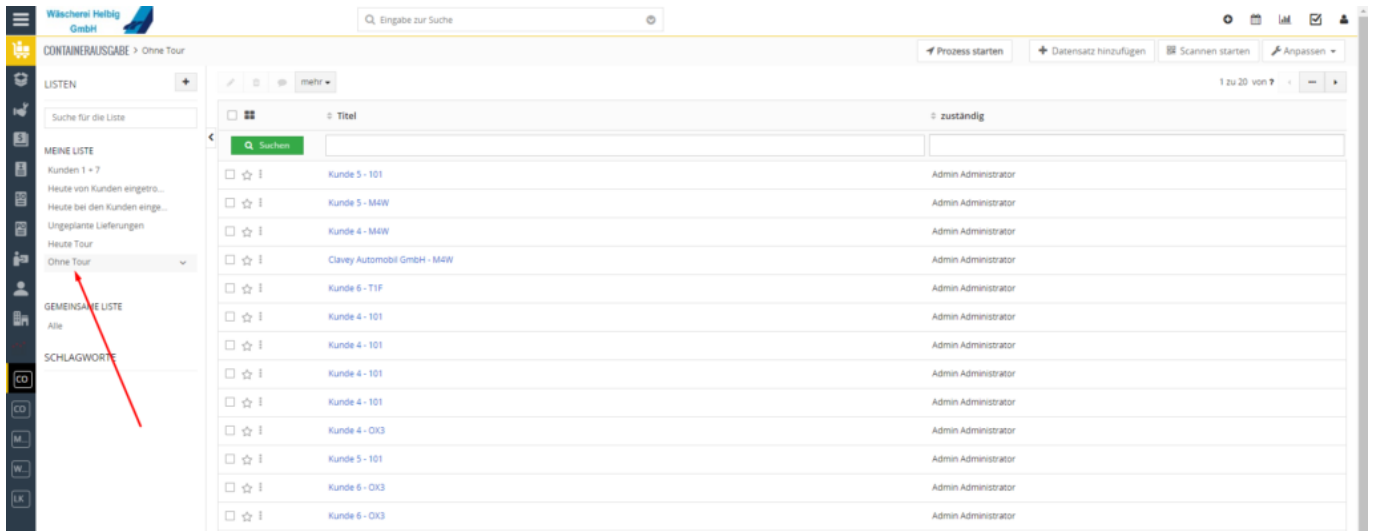 Wäscherei Helbig
GmbH
Eingabe zur Suche
CONTAINERAUSGABE > Ohne Tour
Prozess starten
Datensatz hinzufügen
Scannen starten
Anpassen
LISTEN
mehr
1 zu 20 von ?
Suche für die Liste
Titel
zuständig
Suchen
MEINE LISTE
Kunden 1 + 7
Heute von Kunden eingetro...
Heute bei den Kunden einge...
Ungeplante Lieferungen
Heute Tour
Ohne Tour
GEMEINSAME LISTE
Alle
SCHLAGWORTE
CO
CO
M...
W...
LK
Kunde 5 - 101 Admin Administrator
Kunde 5 - M4W Admin Administrator
Kunde 4 - M4W Admin Administrator
Clavey Automobil GmbH - M4W Admin Administrator
Kunde 6 - T1F Admin Administrator
Kunde 4 - 101 Admin Administrator
Kunde 4 - 101 Admin Administrator
Kunde 4 - 101 Admin Administrator
Kunde 4 - 101 Admin Administrator
Kunde 4 - OX3 Admin Administrator
Kunde 5 - 101 Admin Administrator
Kunde 6 - OX3 Admin Administrator
Kunde 6 - OX3 Admin Administrator